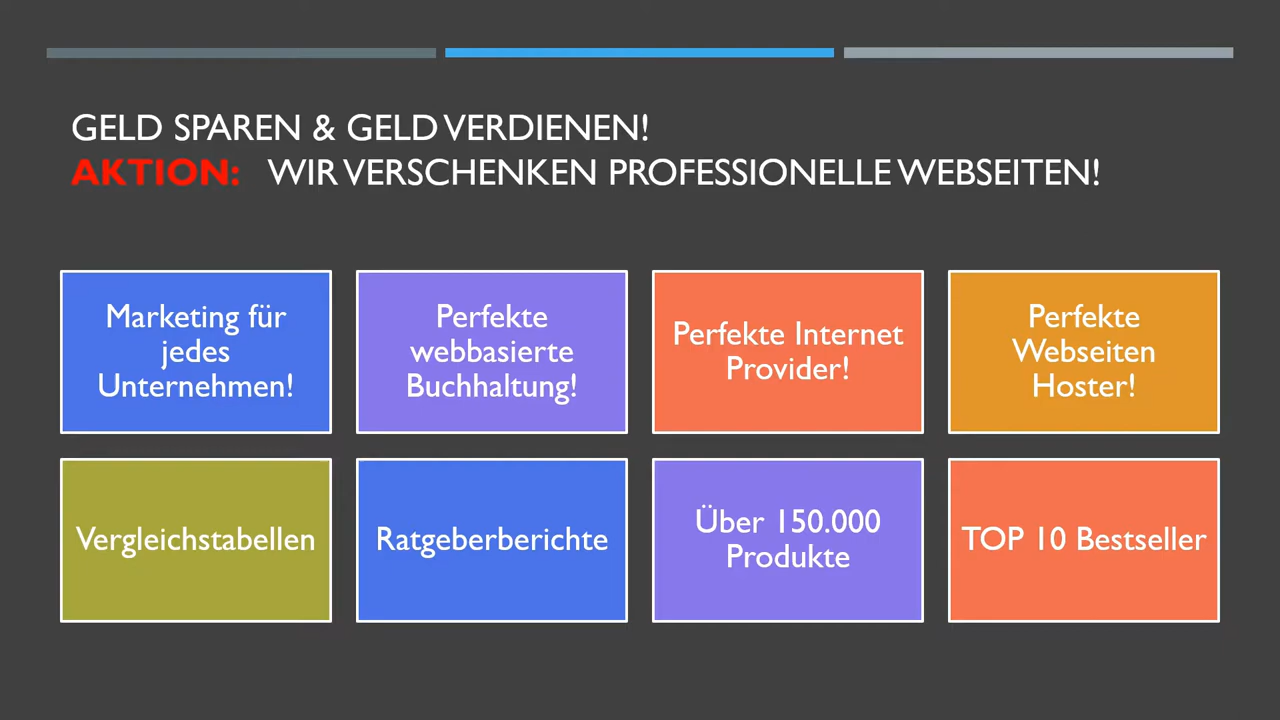 GELD SPAREN & GELD VERDIENEN!
AKTION: WIR VERSCHENKEN PROFESSIONELLE WEBSEITEN!
Marketing für
jedes
Unternehmen!
Perfekte
webbasierte
Buchhaltung!
Perfekte Internet
Provider!
Perfekte
Webseiten
Hoster!
Vergleichstabellen
Ratgeberberichte
Über 150.000
Produkte
TOP 10 Bestseller